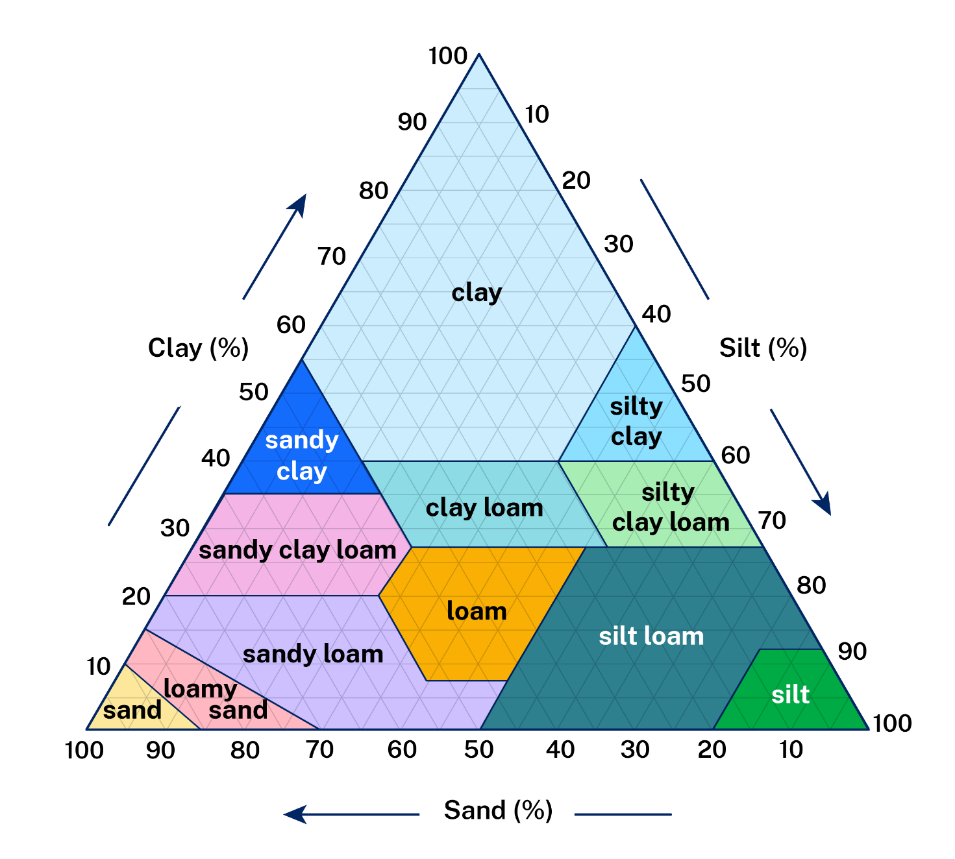 100
90
10
80
20
70
30
clay
60
40
Clay (%)
Silt (%)
50
50
silty
clay
sandy
clay
40
60
silty
clay loam
clay loam
30
70
sandy clay loam
20
80
loam
silt loam
sandy loam
10
90
loamy
sand
sand
silt
100
100 90 80 70 60 50 40 30 20 10
Sand (%)